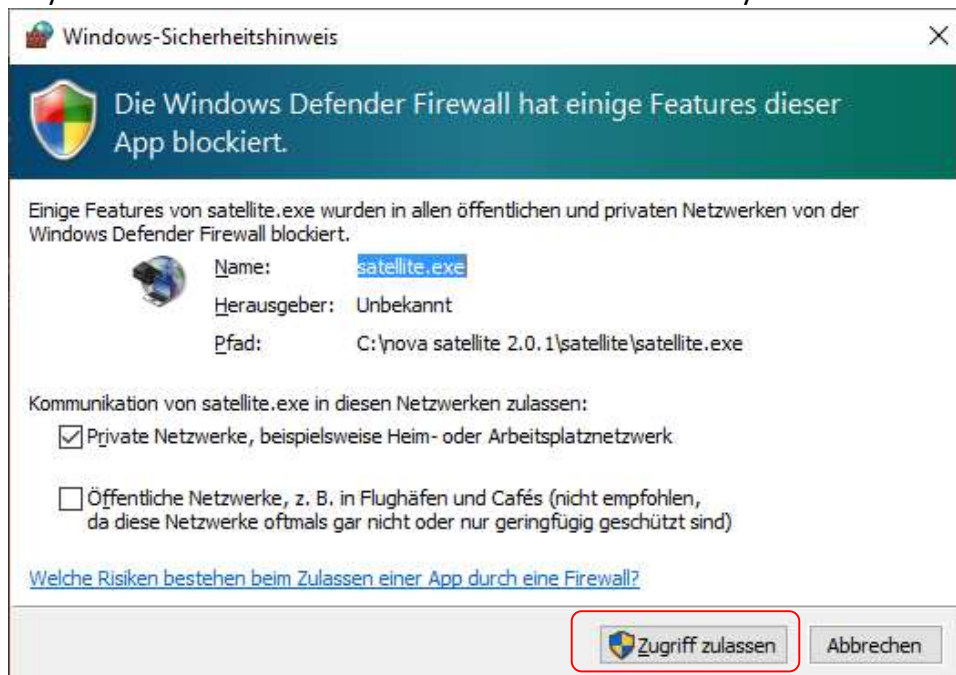 Windows-Sicherheitshinweis
Die Windows Defender Firewall hat einige Features dieser
App blockiert.
Einige Features von satellite.exe wurden in allen öffentlichen und privaten Netzwerken von der
Windows Defender Firewall blockiert.
Name: satellite.exe
Herausgeber: Unbekannt
Pfad: C:\nova satellite 2.0.1\satellite\satellite.exe
Kommunikation von satellite.exe in diesen Netzwerken zulassen:
Private Netzwerke, beispielsweise Heim- oder Arbeitsplatznetzwerk
Öffentliche Netzwerke, z. B. in Flughäfen und Cafés (nicht empfohlen,
da diese Netzwerke oftmals gar nicht oder nur geringfügig geschützt sind)
Welche Risiken bestehen beim Zulassen einer App durch eine Firewall?
Zugriff zulassen Abbrechen